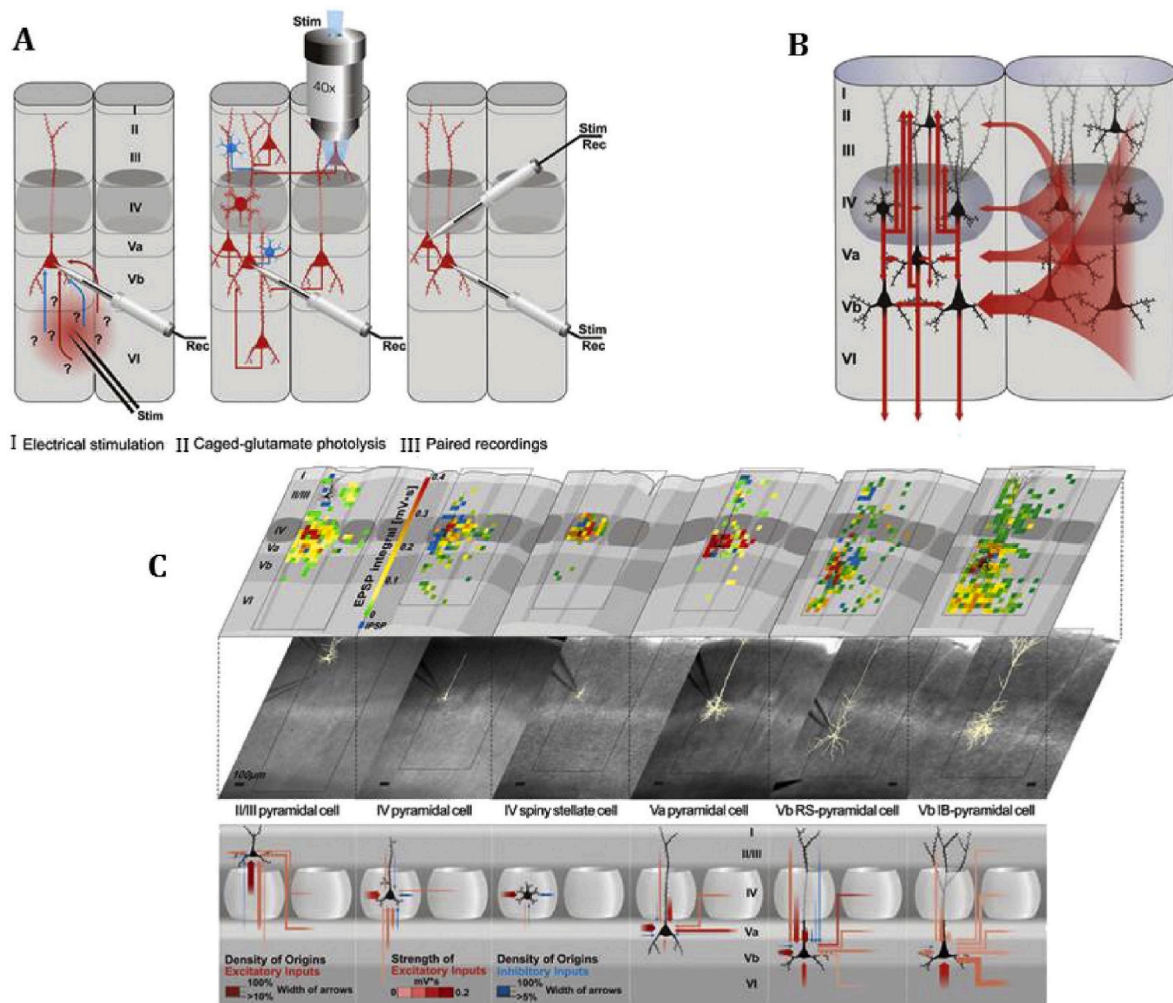 A
Stim
40x
I
II
III
IV
Va
Vb
VI
? ? ? ? ? ? ?
Rec
Stim
Rec
Stim
Rec
Stim
Rec
I Electrical stimulation II Caged-glutamate photolysis III Paired recordings
B
I
II
III
IV
Va
Vb
VI
C
I
II/III
IV
Va
Vb
VI
EPSP integral [mV*s]
0.4
0.3
0.2
0.1
0
IPSP
100µm
II/III pyramidal cell IV pyramidal cell IV spiny stellate cell Va pyramidal cell Vb RS-pyramidal cell Vb IB-pyramidal cell
I
II/III
IV
Va
Vb
VI
Density of Origins
Excitatory Inputs
100%
>10%
Width of arrows
Strength of
Excitatory Inputs
mV*s
0 0.2
Density of Origins
Inhibitory Inputs
100%
>5%
Width of arrows